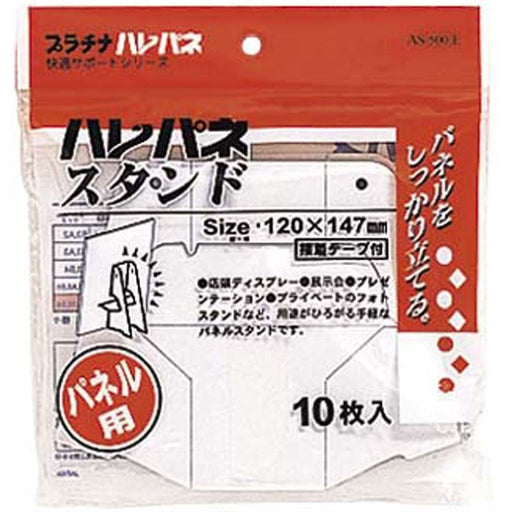 プラチナ ハレパネ
快適サポートシリーズ
AS-500E
ハレパネ
スタンド
Size・120×147mm
接着テープ付
●店頭ディスプレー●展示会●プレゼ
ンテーション●プライベートのフォト
スタンドなど、用途がひろがる手軽な
パネルスタンドです。
パネルを
しっかり立てる。
パネル
用
10枚入